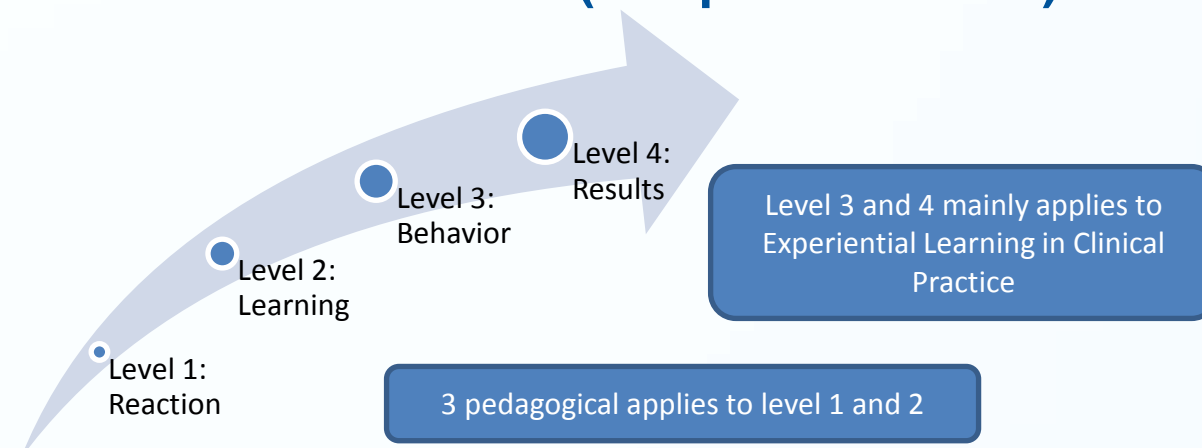 Level 4:
Results
Level 3:
Behavior
Level 2:
Learning
Level 1:
Reaction
Level 3 and 4 mainly applies to
Experiential Learning in Clinical
Practice
3 pedagogical applies to level 1 and 2